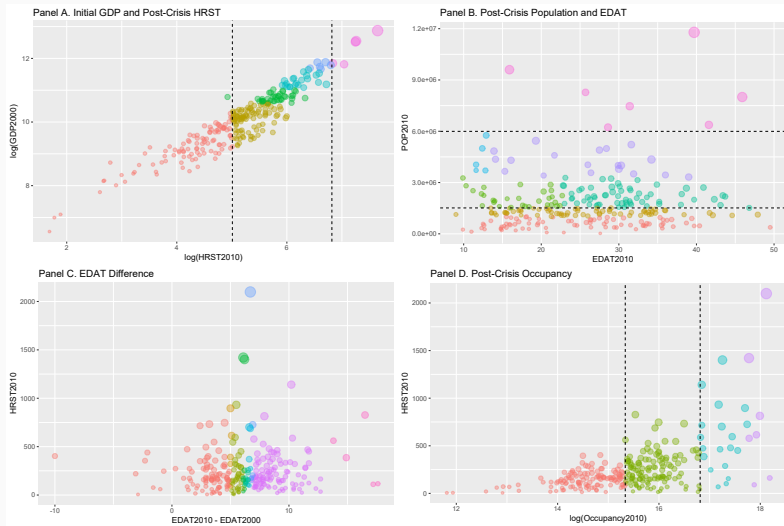 Panel A. Initial GDP and Post-Crisis HRST
12
10
8
log(GDP2000)
2
4
6
log(HRST2010)
Panel B. Post-Crisis Population and EDAT
1.2e+07
9.0e+06
6.0e+06
3.0e+06
0.0e+00
POP2010
10
20
30
40
50
EDAT2010
Panel C. EDAT Difference
2000
1500
1000
500
0
HRST2010
-10
0
10
EDAT2010 - EDAT2000
Panel D. Post-Crisis Occupancy
2000
1500
1000
500
0
HRST2010
12
14
16
18
log(Occupancy2010)